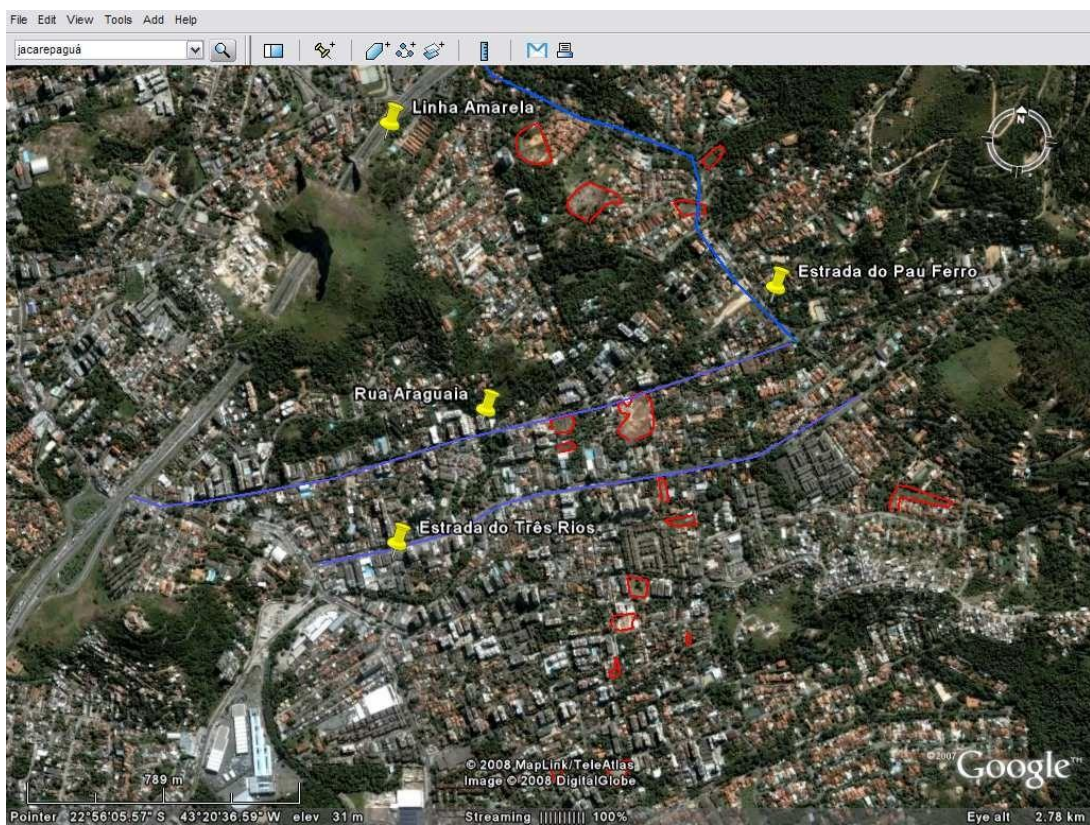 File Edit View Tools Add Help
jacarepaguá
Linha Amarela
N
Estrada do Pau Ferro
Rua Araguaia
Estrada do Três Rios
© 2008 MapLink/TeleAtlas
Image © 2008 DigitalGlobe
©2007 Google™
789 m
Pointer 22°56'05.57" S 43°20'36.59" W elev 31 m Streaming |||||||||| 100% Eye alt 2.78 km